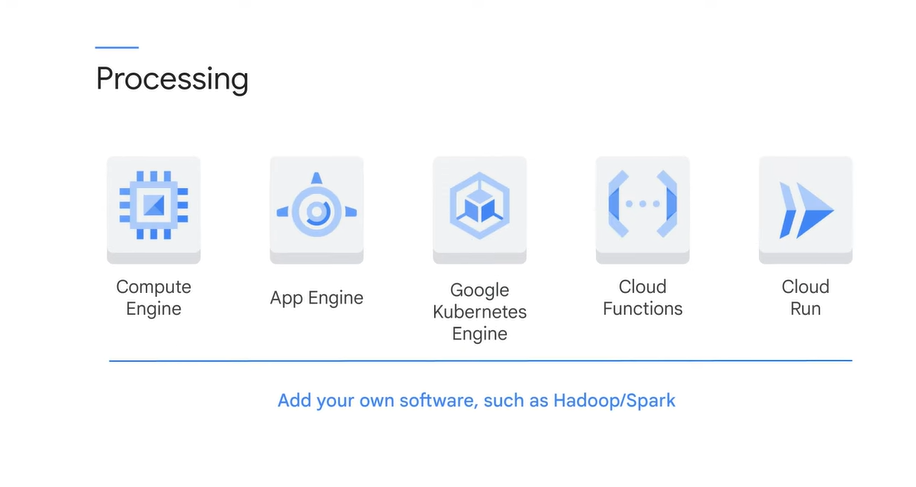 Processing
Compute
Engine
App Engine
Google
Kubernetes
Engine
Cloud
Functions
Cloud
Run
Add your own software, such as Hadoop/Spark